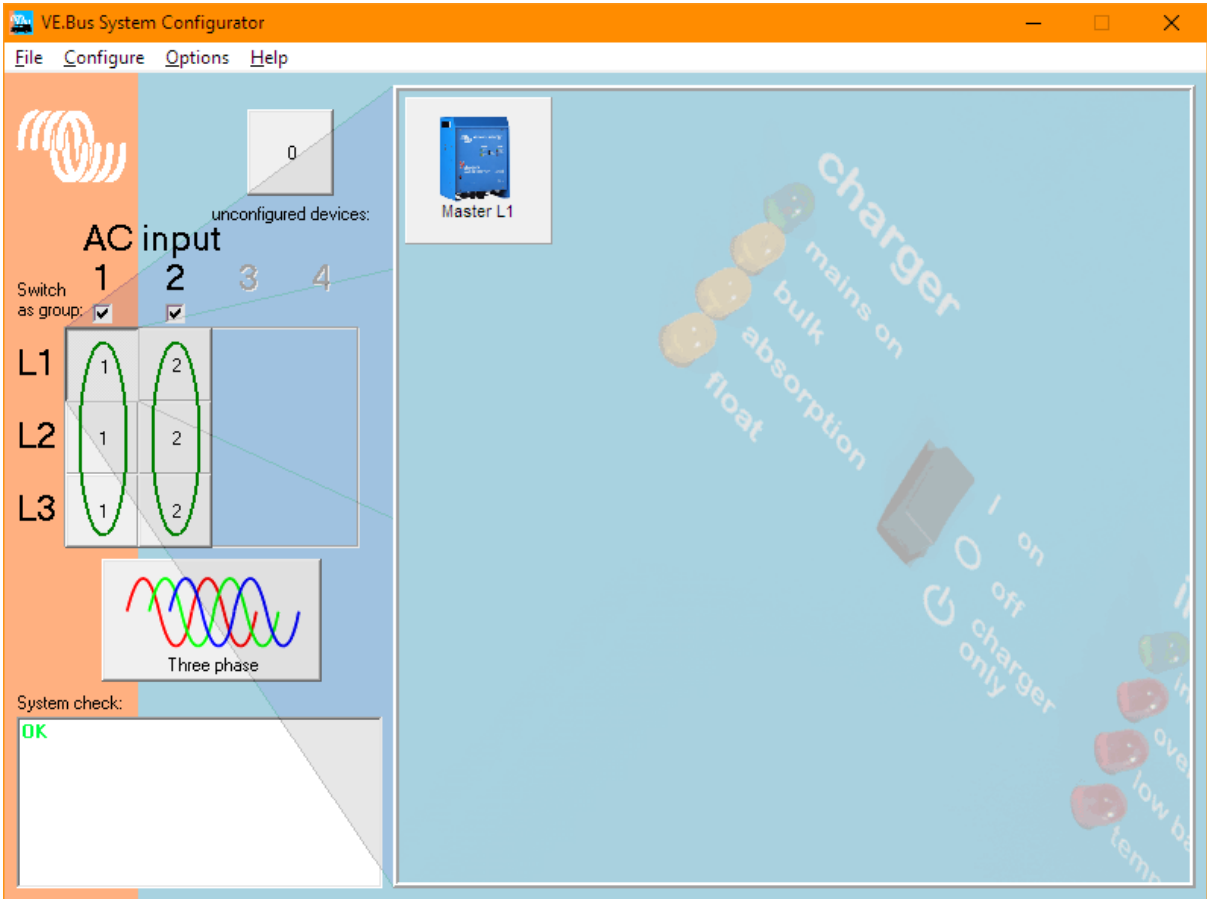 VE.Bus System Configurator
File Configure Options Help
0
unconfigured devices:
AC input
1 2 3 4
Switch
as group:
L1 1 2
L2 1 2
L3 1 2
Three phase
System check:
OK
Master L1
charger
mains on
bulk
absorption
float
on
off
charger
only